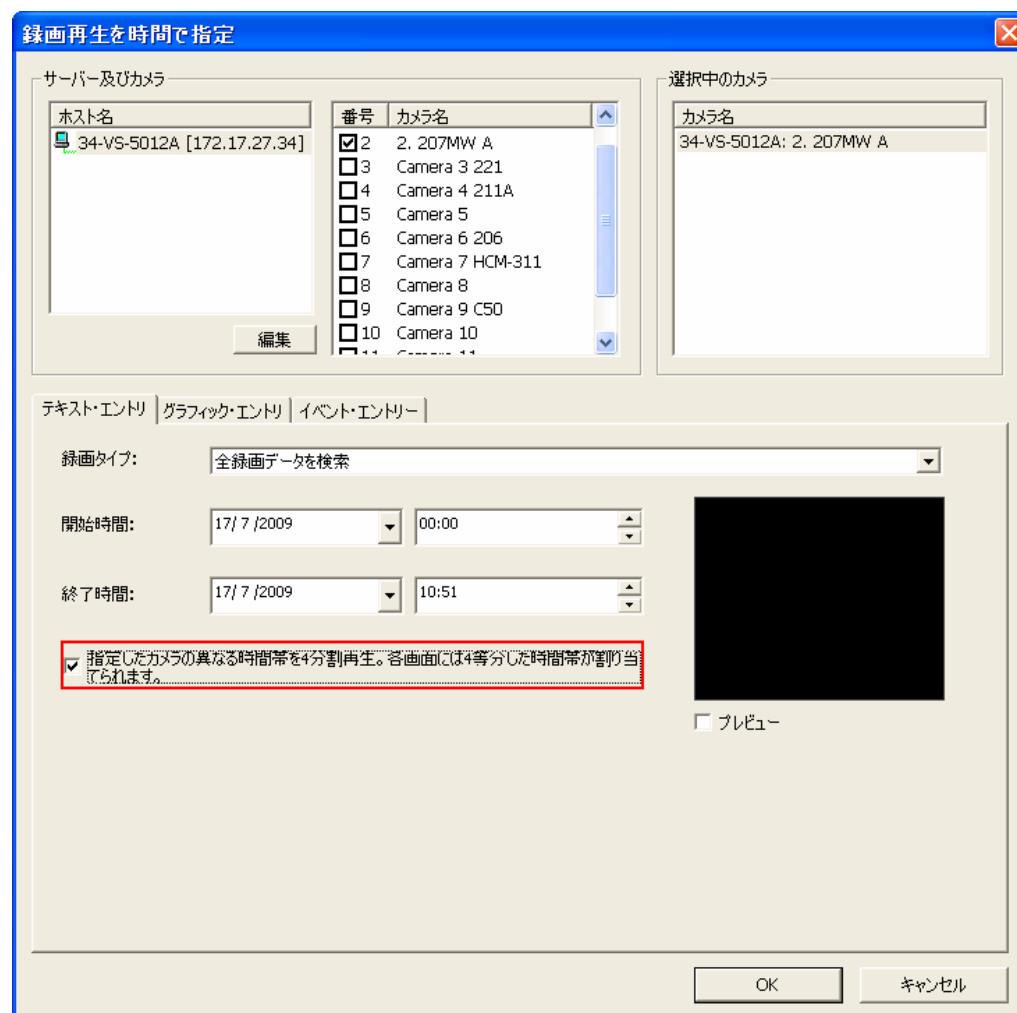 録画再生を時間で指定
サーバー及びカメラ
ホスト名
34-VS-5012A [172.17.27.34]
編集
番号 カメラ名
2 2. 207MW A
3 Camera 3 221
4 Camera 4 211A
5 Camera 5
6 Camera 6 206
7 Camera 7 HCM-311
8 Camera 8
9 Camera 9 C50
10 Camera 10
選択中のカメラ
カメラ名
34-VS-5012A: 2. 207MW A
テキスト・エントリ グラフィック・エントリ イベント・エントリー
録画タイプ: 全録画データを検索
開始時間: 17/ 7 /2009 00:00
終了時間: 17/ 7 /2009 10:51
指定したカメラの異なる時間帯を4分割再生。各画面には4等分した時間帯が割り当
てられます。
プレビュー
OK キャンセル